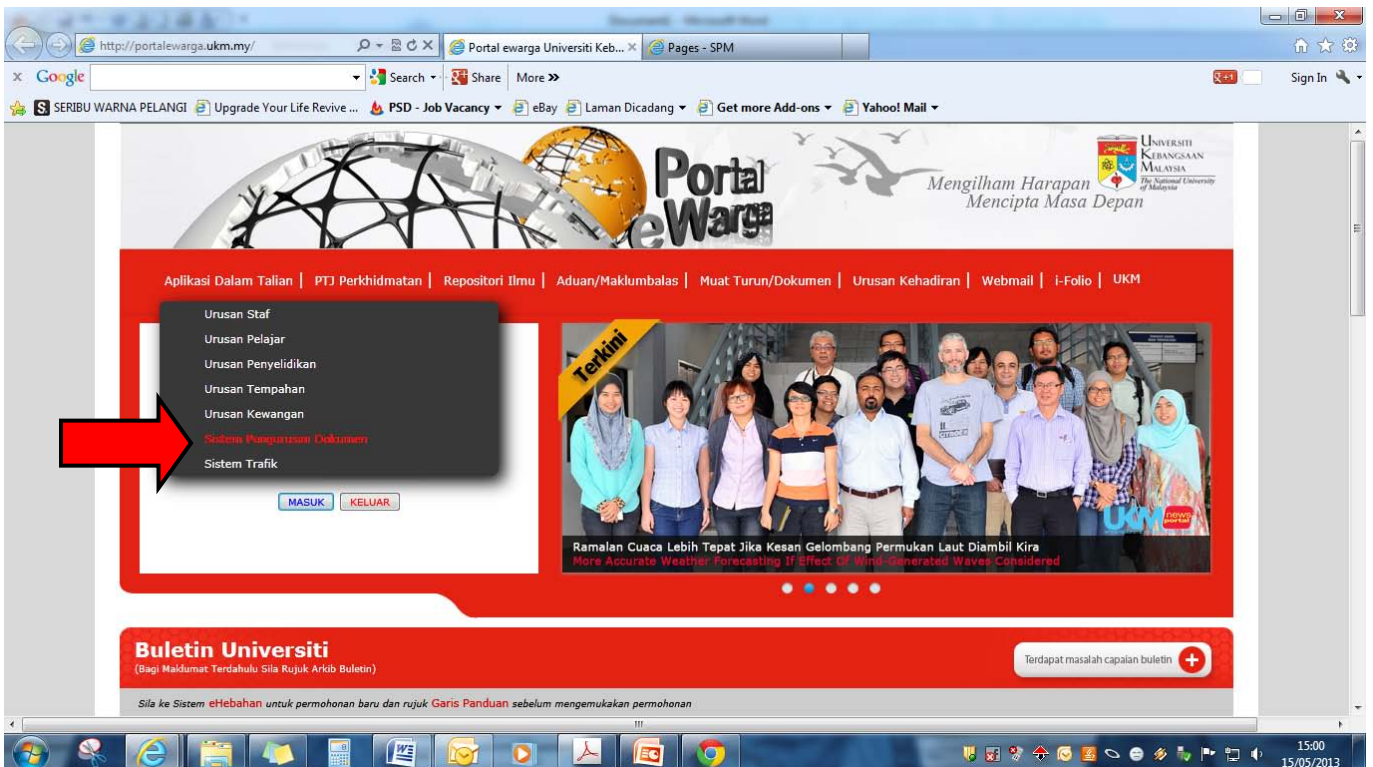 http://portalewarga.ukm.my/
Portal ewarga Universiti Keb...
Pages - SPM
x Google
Search
Share
More »
Sign In
SERIBU WARNA PELANGI
Upgrade Your Life Revive ...
PSD - Job Vacancy
eBay
Laman Dicadang
Get more Add-ons
Yahoo! Mail
Portal
eWarga
Mengilham Harapan
Mencipta Masa Depan
UNIVERSITI
KEBANGSAAN
MALAYSIA
The National University
of Malaysia
Aplikasi Dalam Talian | PTJ Perkhidmatan | Repositori Ilmu | Aduan/Maklumbalas | Muat Turun/Dokumen | Urusan Kehadiran | Webmail | i-Folio | UKM
Urusan Staf
Urusan Pelajar
Urusan Penyelidikan
Urusan Tempahan
Urusan Kewangan
Sistem Pengurusan Dokumen
Sistem Trafik
MASUK
KELUAR
Terkini
UKM news portal
Ramalan Cuaca Lebih Tepat Jika Kesan Gelombang Permukan Laut Diambil Kira
More Accurate Weather Forecasting If Effect Of Wind-Generated Waves Considered
Buletin Universiti
(Bagi Maklumat Terdahulu Sila Rujuk Arkib Buletin)
Terdapat masalah capaian buletin
Sila ke Sistem eHebahan untuk permohonan baru dan rujuk Garis Panduan sebelum mengemukakan permohonan
15:00
15/05/2013